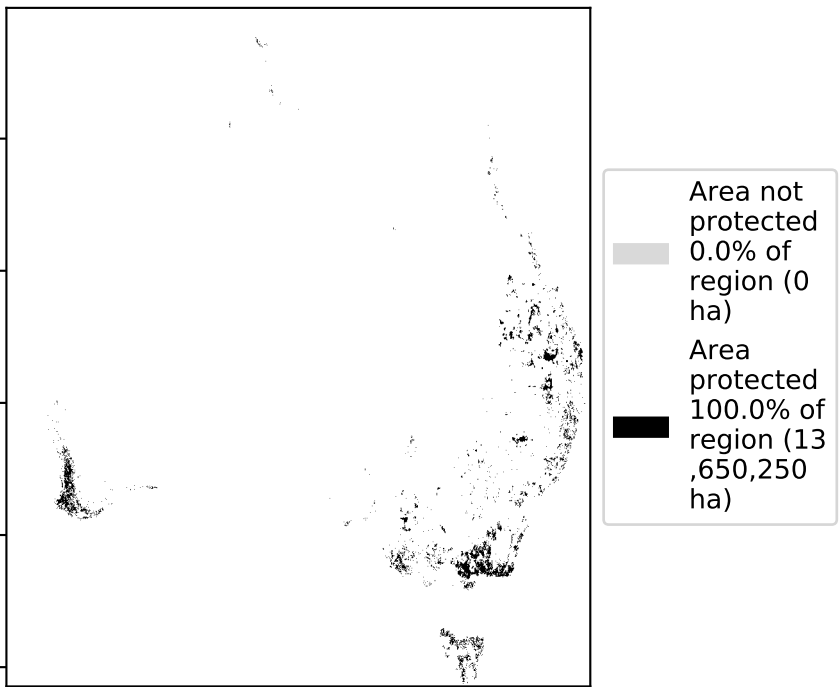 Area not
protected
0.0% of
region (0
ha)
Area
protected
100.0% of
region (13
,650,250
ha)